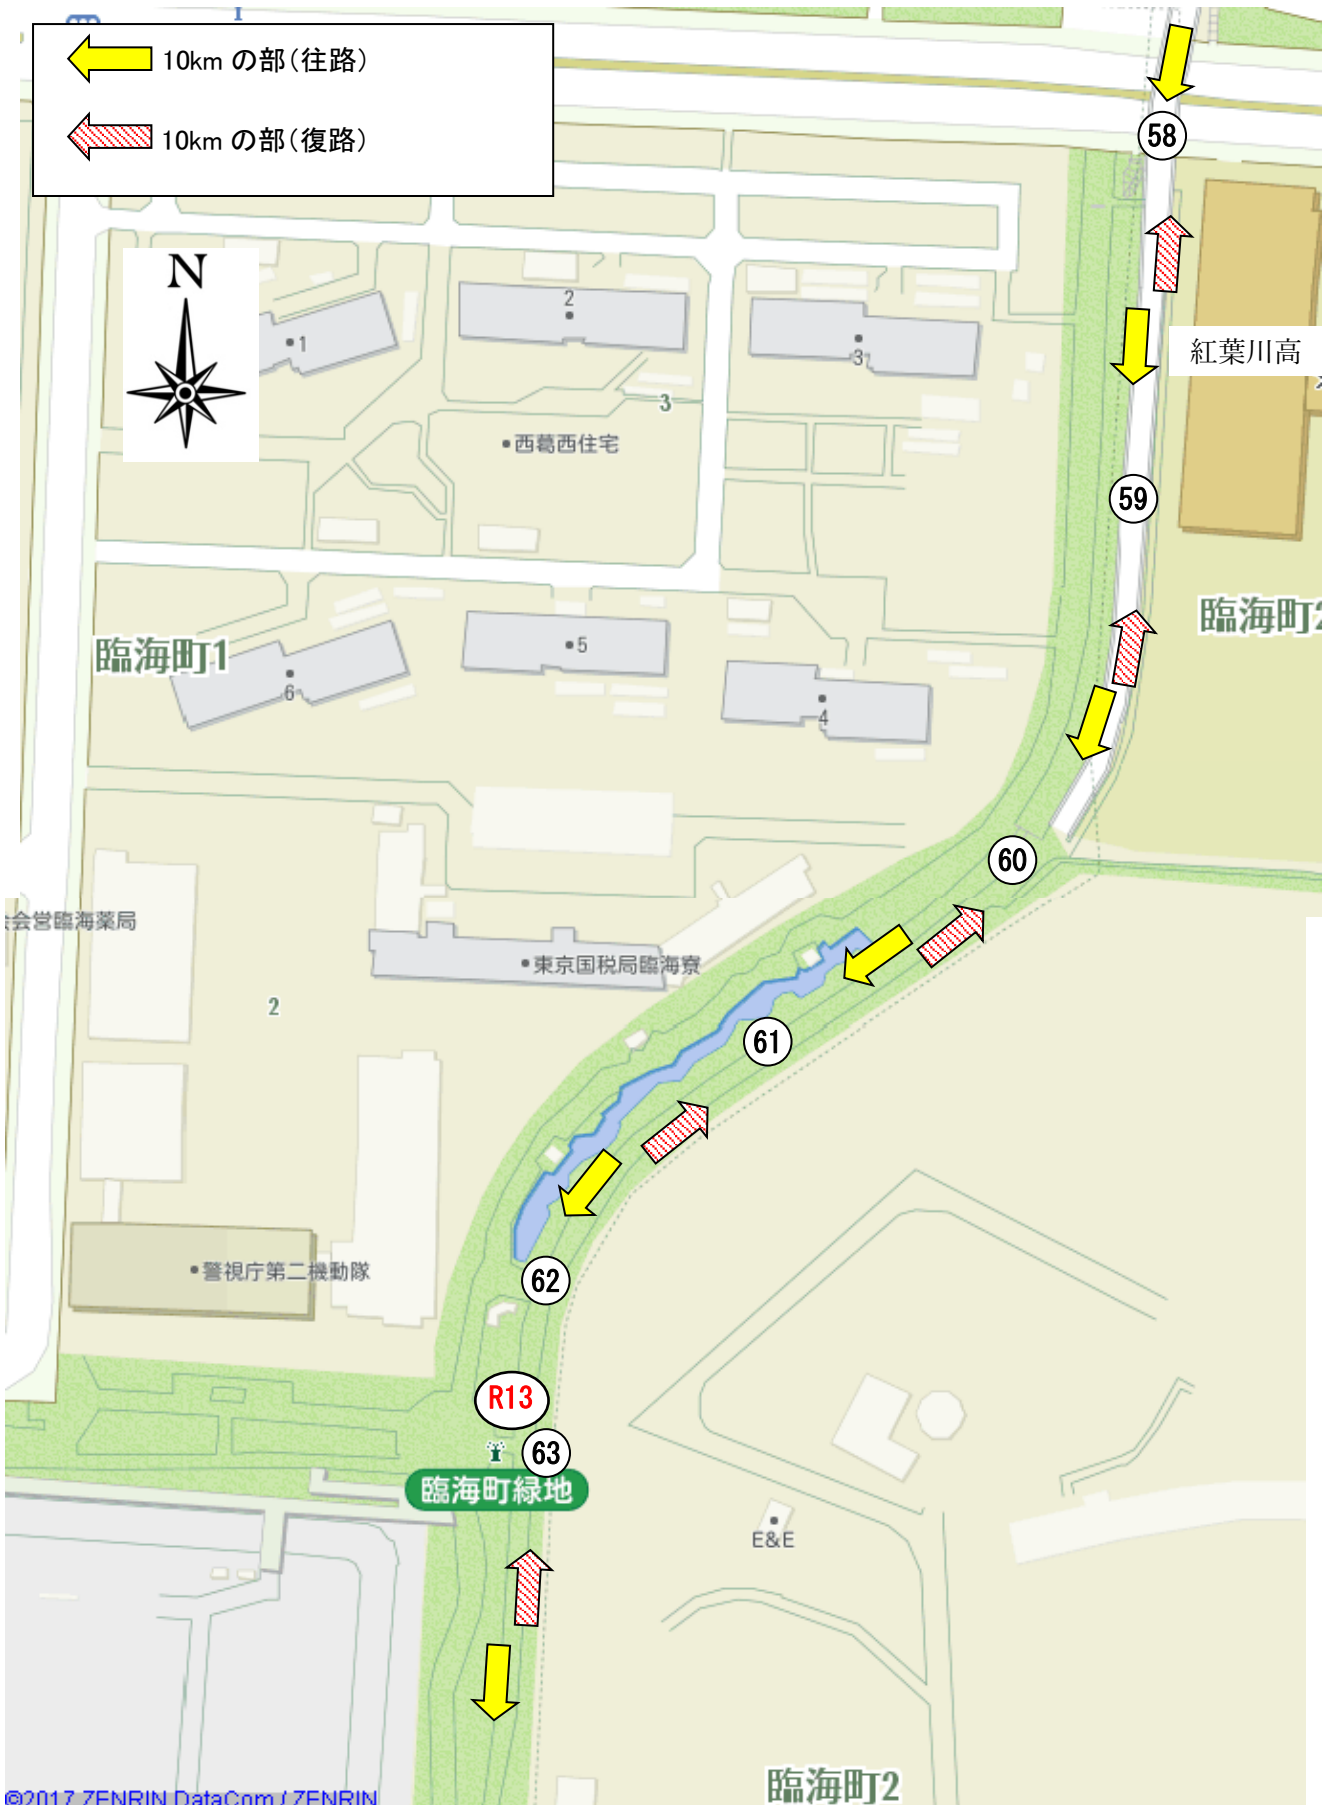 10km の部(往路)
10km の部(復路)
58
N
2
1
3
紅葉川高
3
西葛西住宅
59
臨海町2
臨海町1
5
6
4
60
会営臨海薬局
東京国税局臨海寮
2
61
警視庁第二機動隊
62
R13
63
臨海町緑地
E&E
臨海町2
©2017 ZENRIN DataCom / ZENRIN